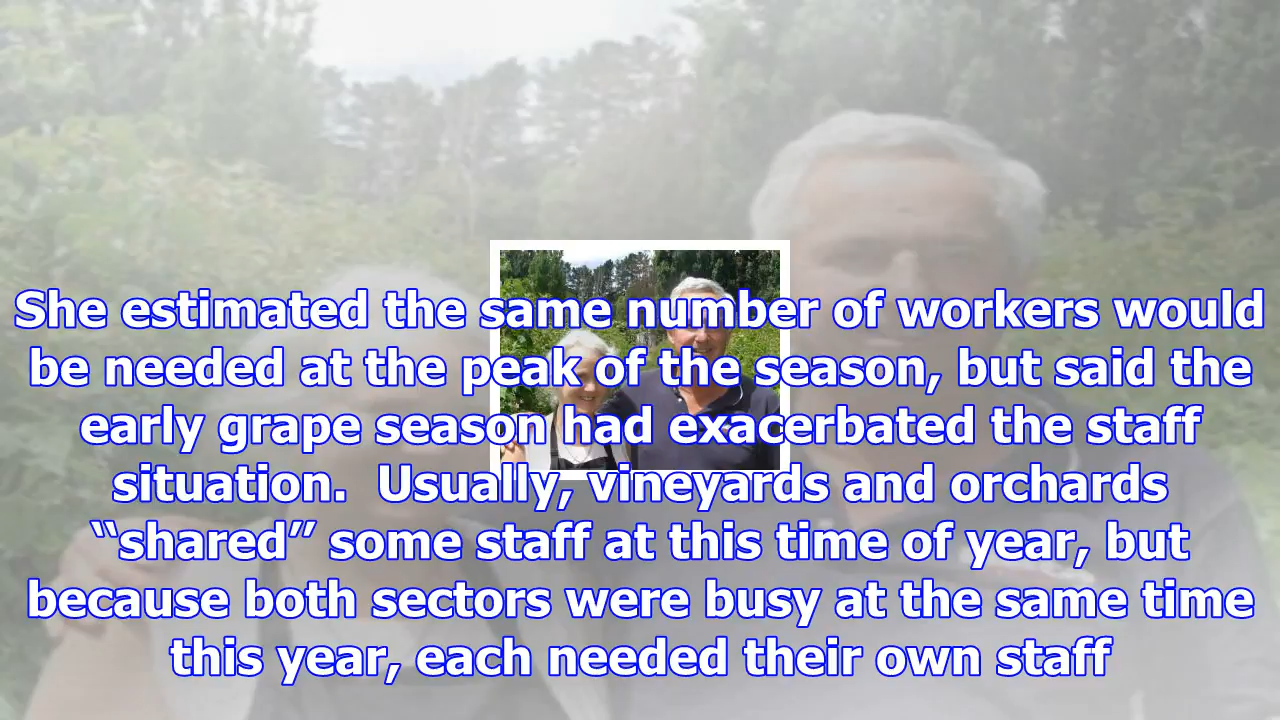 She estimated the same number of workers would
be needed at the peak of the season, but said the
early grape season had exacerbated the staff
situation.  Usually, vineyards and orchards
‘‘shared’’ some staff at this time of year, but
because both sectors were busy at the same time
this year, each needed their own staff